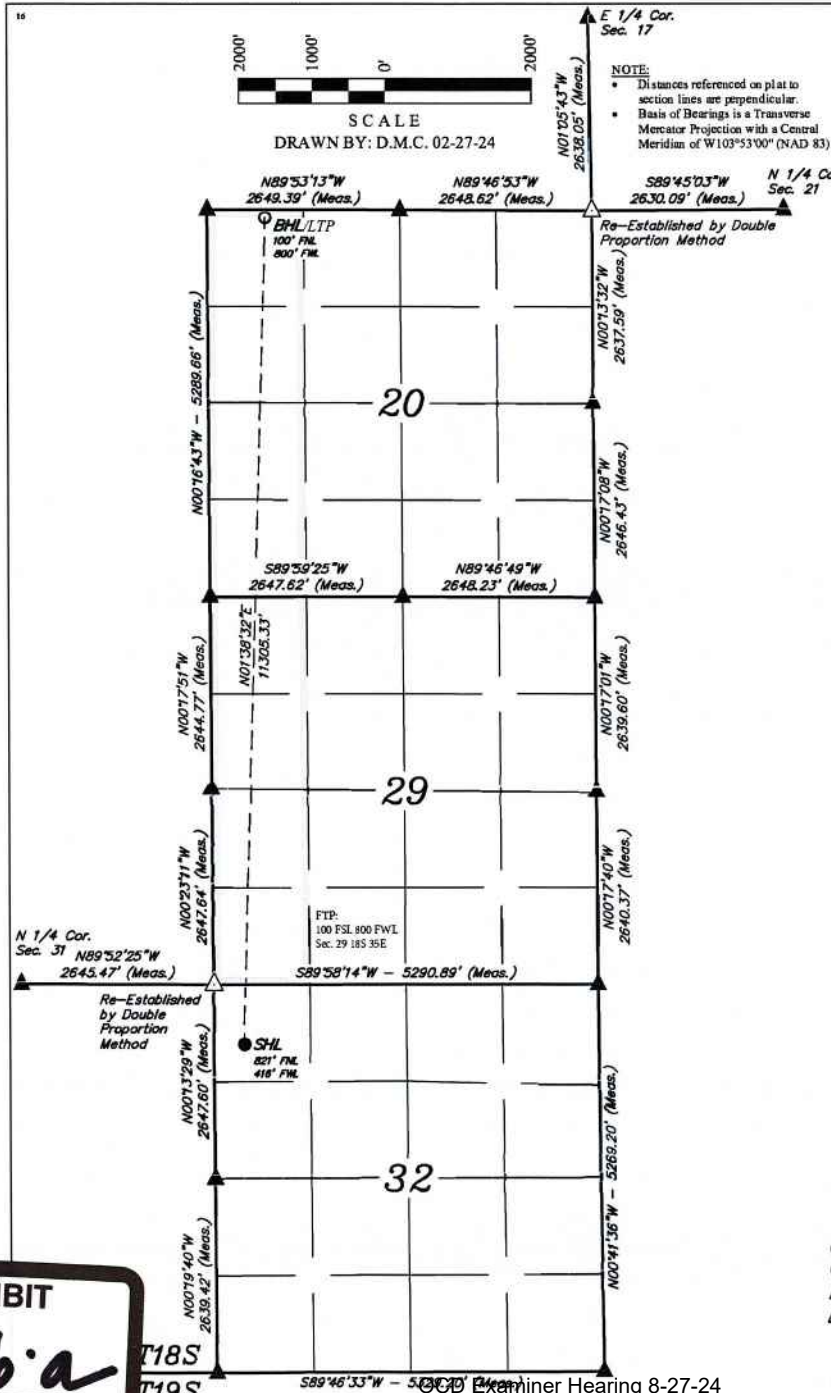 16
E 1/4 Cor.
Sec. 17
2000'
1000'
0'
2000'
SCALE
DRAWN BY: D.M.C. 02-27-24
NOTE:
• Distances referenced on plat to
section lines are perpendicular.
• Basis of Bearings is a Transverse
Mercator Projection with a Central
Meridian of W103°53'00" (NAD 83)
N01°05'43"W
2638.05' (Meas.)
N89°53'13"W
2649.39' (Meas.)
N89°46'53"W
2648.62' (Meas.)
S89°45'03"W
2630.09' (Meas.)
N 1/4 Co
Sec. 21
Re-Established by Double
Proportion Method
BHL/LTP
100' FNL
800' FWL
N00°16'43"W - 5289.66' (Meas.)
N00°13'32"W
2637.59' (Meas.)
20
N00°17'08"W
2646.43' (Meas.)
S89°59'25"W
2647.62' (Meas.)
N89°46'49"W
2648.23' (Meas.)
N01°38'32"E
11305.33'
N00°17'51"W
2644.77' (Meas.)
N00°17'01"W
2639.60' (Meas.)
29
N00°23'11"W
2647.64' (Meas.)
N00°17'40"W
2640.37' (Meas.)
FTP:
100 FSL 800 FWL
Sec. 29 18S 35E
N 1/4 Cor.
Sec. 31
N89°52'25"W
2645.47' (Meas.)
S89°58'14"W - 5290.89' (Meas.)
Re-Established
by Double
Proportion
Method
SHL
821' FNL
416' FWL
N00°13'29"W
2647.60' (Meas.)
N00°41'36"W - 5269.20' (Meas.)
32
N00°19'40"W
2639.42' (Meas.)
T18S
T19S
S89°46'33"W - 5329.20' (Meas.)
OCD Examiner Hearing 8-27-24